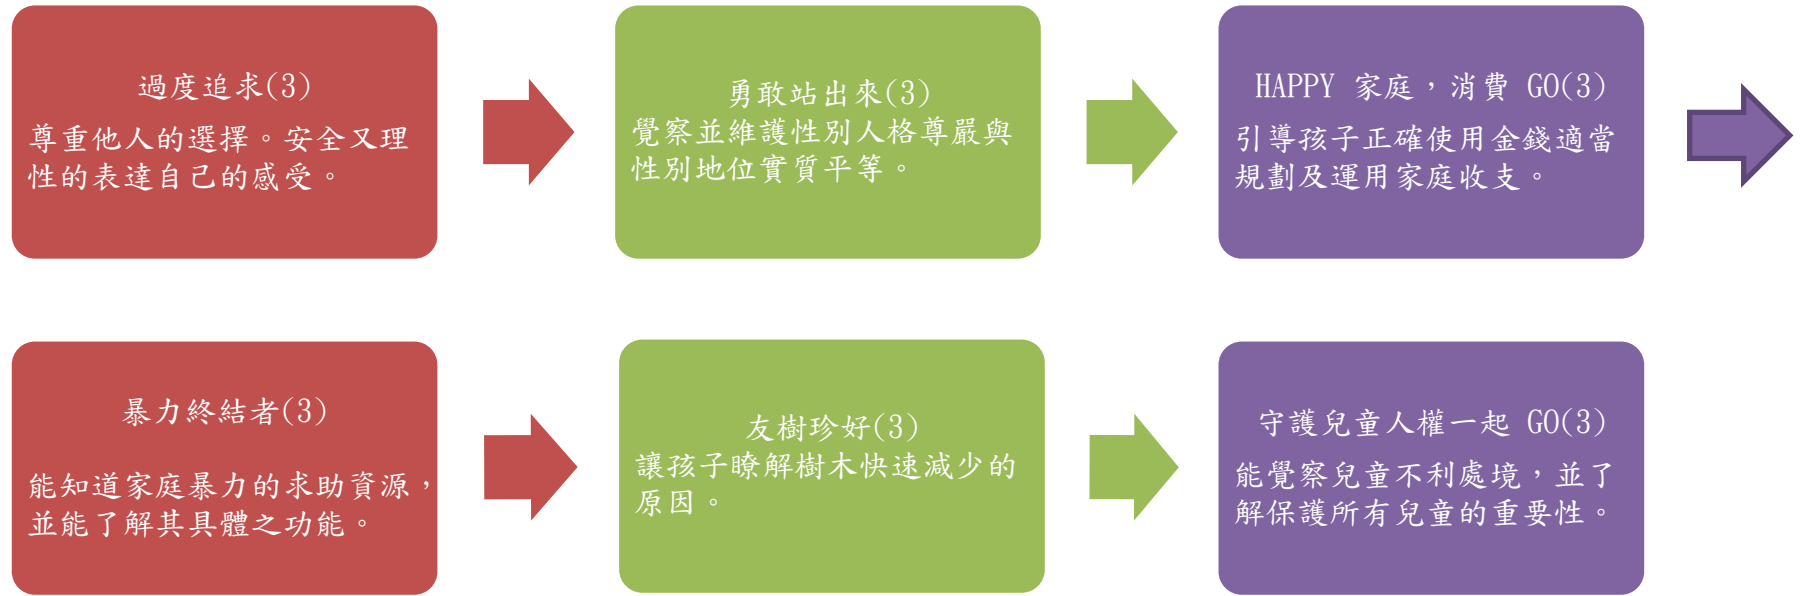 過度追求(3)
尊重他人的選擇。安全又理
性的表達自己的感受。
勇敢站出來(3)
覺察並維護性別人格尊嚴與
性別地位實質平等。
HAPPY 家庭，消費 GO(3)
引導孩子正確使用金錢適當
規劃及運用家庭收支。
暴力終結者(3)
能知道家庭暴力的求助資源，
並能了解其具體之功能。
友樹珍好(3)
讓孩子瞭解樹木快速減少的
原因。
守護兒童人權一起 GO(3)
能覺察兒童不利處境，並了
解保護所有兒童的重要性。